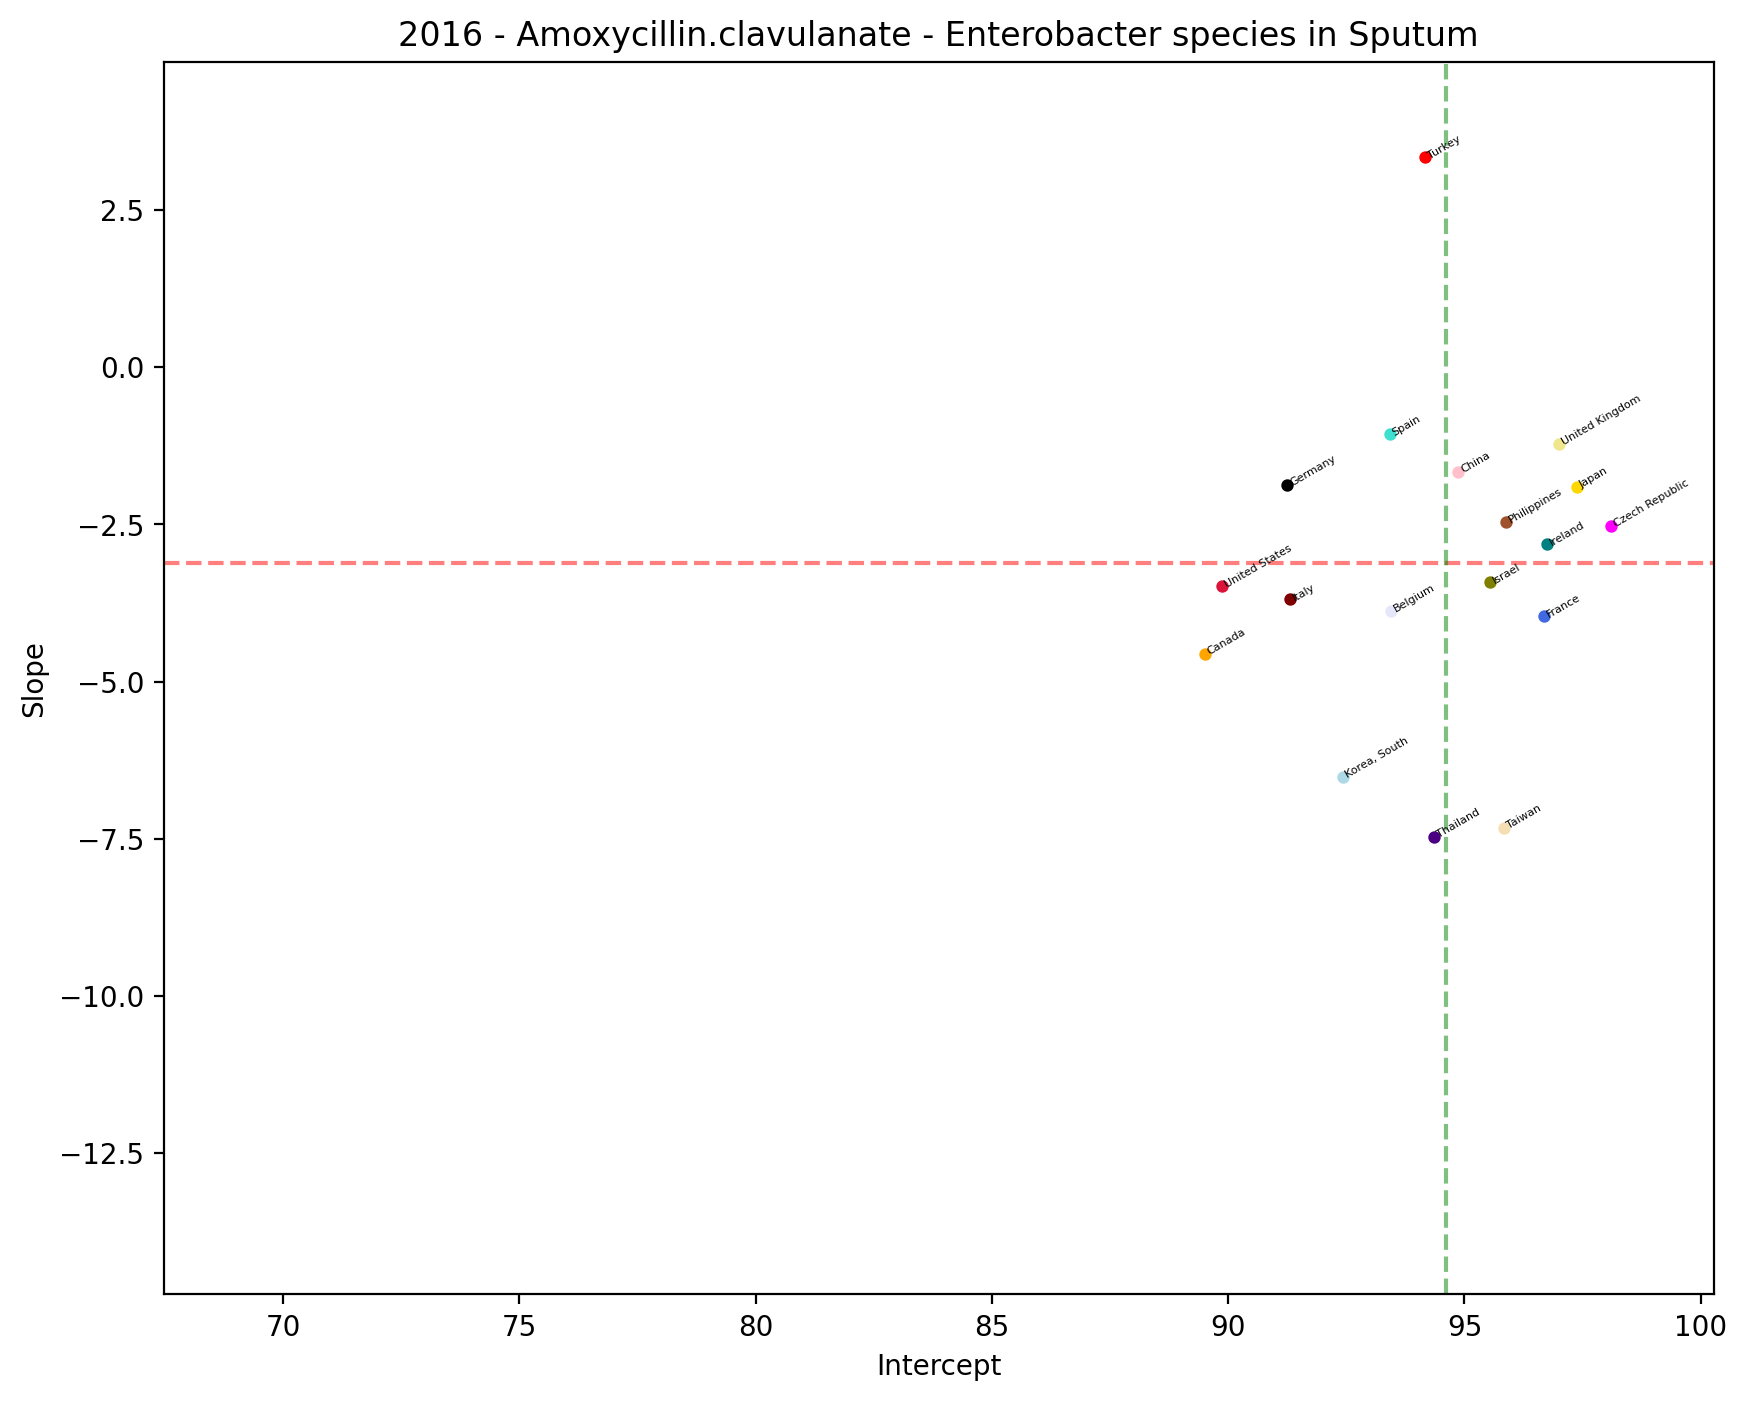 2016 - Amoxycillin.clavulanate - Enterobacter species in Sputum
Turkey
2.5
0.0
Spain
United Kingdom
China
Germany
Japan
Philippines
Czech Republic
−2.5
Ireland
United States
Israel
Italy
Belgium
France
Canada
Slope
−5.0
Korea, South
Thailand
Taiwan
−7.5
−10.0
−12.5
70 75 80 85 90 95 100
Intercept